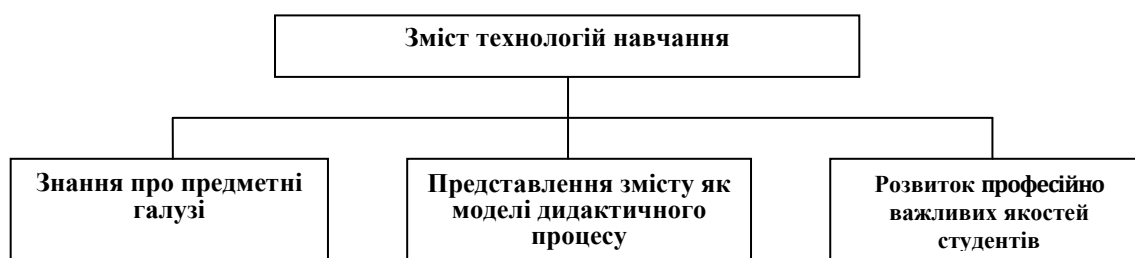 Зміст технологій навчання
Знання про предметні
галузі
Представлення змісту як
моделі дидактичного
процесу
Розвиток професійно
важливих якостей
студентів